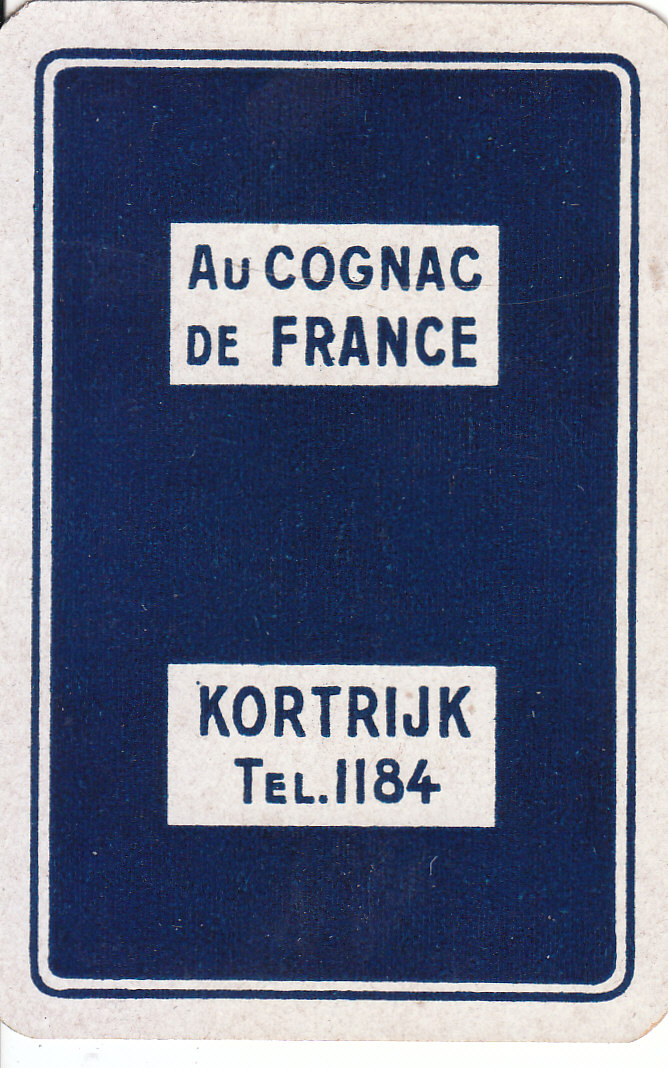 Au COGNAC
DE FRANCE
KORTRIJK
TEL. 1184